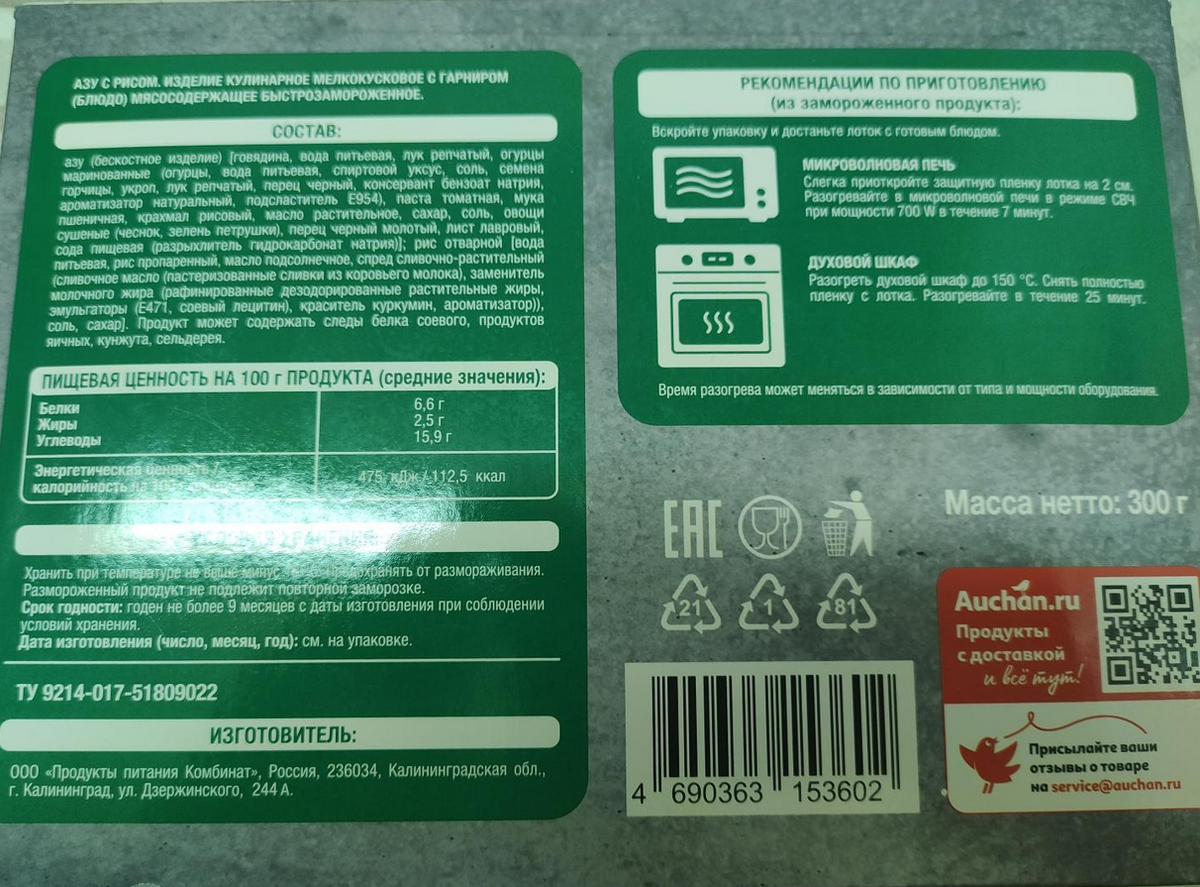 АЗУ С РИСОМ. ИЗДЕЛИЕ КУЛИНАРНОЕ МЕЛКОКУСКОВОЕ С ГАРНИРОМ
(БЛЮДО) МЯСОСОДЕРЖАЩЕЕ БЫСТРОЗАМОРОЖЕННОЕ.
СОСТАВ:
азу (бескостное изделие) [говядина, вода питьевая, лук репчатый, огурцы
маринованные (огурцы, вода питьевая, спиртовой уксус, соль, семена
горчицы, укроп, лук репчатый, перец черный, консервант бензоат натрия,
ароматизатор натуральный, подсластитель Е954), паста томатная, мука
пшеничная, крахмал рисовый, масло растительное, сахар, соль, овощи
сушеные (чеснок, зелень петрушки), перец черный молотый, лист лавровый,
сода пищевая (разрыхлитель гидрокарбонат натрия)]; рис отварной [вода
питьевая, рис пропаренный, масло подсолнечное, спред сливочно-растительный
(сливочное масло (пастеризованные сливки из коровьего молока), заменитель
молочного жира (рафинированные дезодорированные растительные жиры,
эмульгаторы (Е471, соевый лецитин), краситель куркумин, ароматизатор)),
соль, сахар]. Продукт может содержать следы белка соевого, продуктов
яичных, кунжута, сельдерея.
ПИЩЕВАЯ ЦЕННОСТЬ НА 100 г ПРОДУКТА (средние значения):
Белки 6,6 г
Жиры 2,5 г
Углеводы 15,9 г
Энергетическая ценность /
калорийность на 100 г 475 кДж / 112,5 ккал
Хранить при температуре не выше минус предохранять от размораживания.
Размороженный продукт не подлежит повторной заморозке.
Срок годности: годен не более 9 месяцев с даты изготовления при соблюдении
условий хранения.
Дата изготовления (число, месяц, год): см. на упаковке.
ТУ 9214-017-51809022
ИЗГОТОВИТЕЛЬ:
ООО «Продукты питания Комбинат», Россия, 236034, Калининградская обл.,
г. Калининград, ул. Дзержинского, 244 А.
РЕКОМЕНДАЦИИ ПО ПРИГОТОВЛЕНИЮ
(из замороженного продукта):
Вскройте упаковку и достаньте лоток с готовым блюдом.
МИКРОВОЛНОВАЯ ПЕЧЬ
Слегка приоткройте защитную пленку лотка на 2 см.
Разогревайте в микроволновой печи в режиме СВЧ
при мощности 700 W в течение 7 минут.
ДУХОВОЙ ШКАФ
Разогреть духовой шкаф до 150 °С. Снять полностью
пленку с лотка. Разогревайте в течение 25 минут.
Время разогрева может меняться в зависимости от типа и мощности оборудования.
ЕАС
Масса нетто: 300 г
21 1 81
4 690363 153602
Auchan.ru
Продукты
с доставкой
и всё тут!
Присылайте ваши
отзывы о товаре
на service@auchan.ru